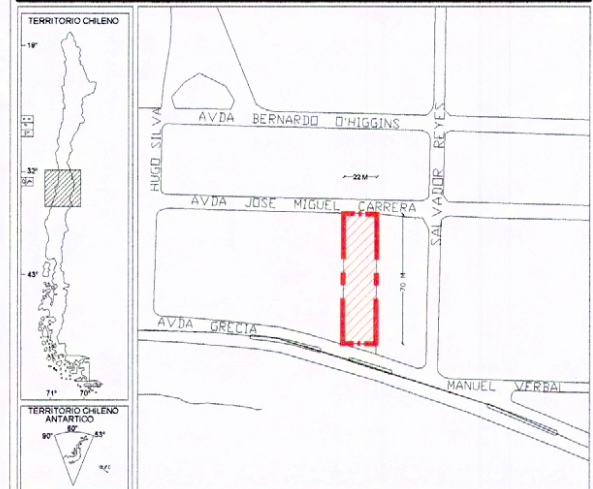 TERRITORIO CHILENO
18°
32°
43°
71° 70°
TERRITORIO CHILENO
ANTARTICO
90° 60° 53°
AVDA BERNARDO O'HIGGINS
HUGO SILVA
SALVADOR REYES
22 M
AVDA JOSE MIGUEL CARRERA
70 M
AVDA GRECIA
MANUEL VERBAL